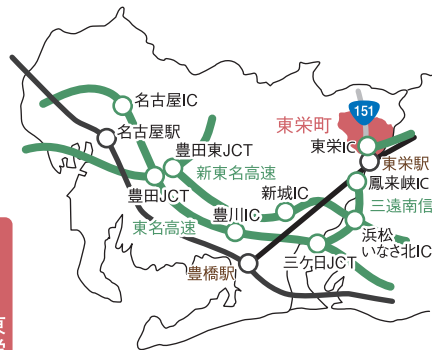 151
名古屋IC
東栄町
名古屋駅
東栄IC
豊田東JCT
東栄駅
新東名高速
鳳来峡IC
豊田JCT
新城IC
三遠南信
豊川IC
東名高速
浜松
いなさ北IC
三ケ日JCT
豊橋駅
東